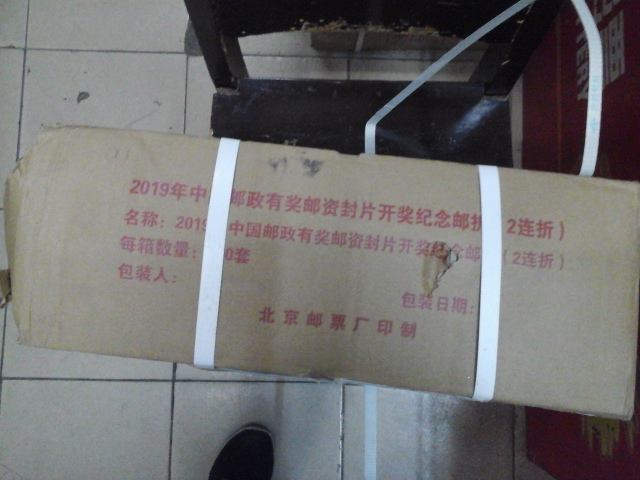 2019年中 邮政有奖邮资封片开奖纪念邮折 2连折）
名称：2019 中国邮政有奖邮资封片开奖纪念邮 （2连折）
每箱数量： 0套
包装人：
包装日期：
北京邮票厂印制
TERY